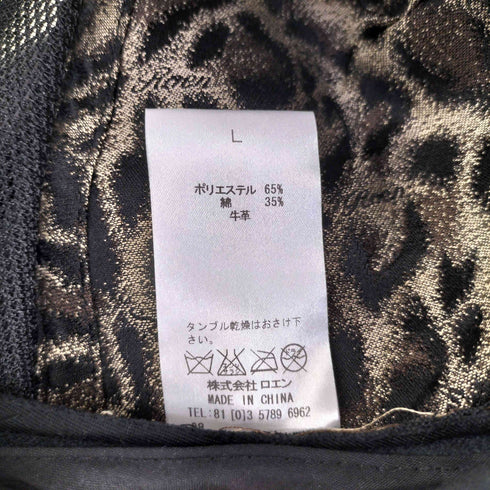 Roen
L
ポリエステル 65%
綿 35%
牛革
Roen
タンブル乾燥はおさけ下
さい。
株式会社 ロエン
MADE IN CHINA
TEL:81 [0]3 5789 6962